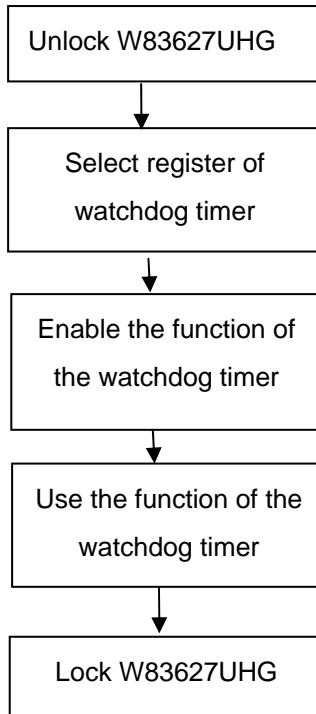 Unlock W83627UHG
Select register of
watchdog timer
Enable the function of
the watchdog timer
Use the function of the
watchdog timer
Lock W83627UHG